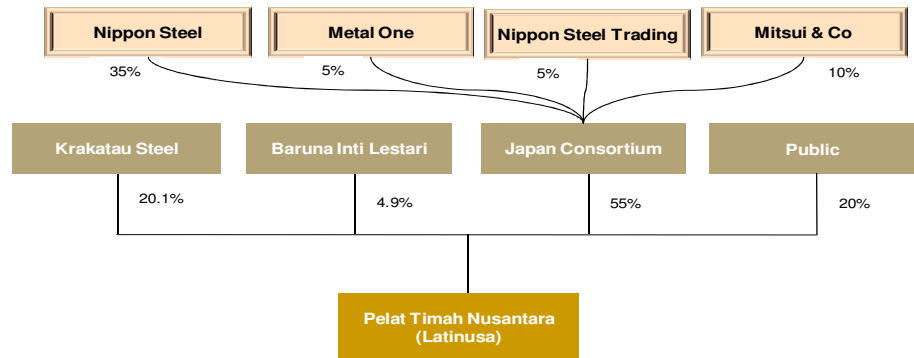 Nippon Steel
Metal One
Nippon Steel Trading
Mitsui & Co
35%
5%
5%
10%
Krakatau Steel
Baruna Inti Lestari
Japan Consortium
Public
20.1%
4.9%
55%
20%
Pelat Timah Nusantara
(Latinusa)